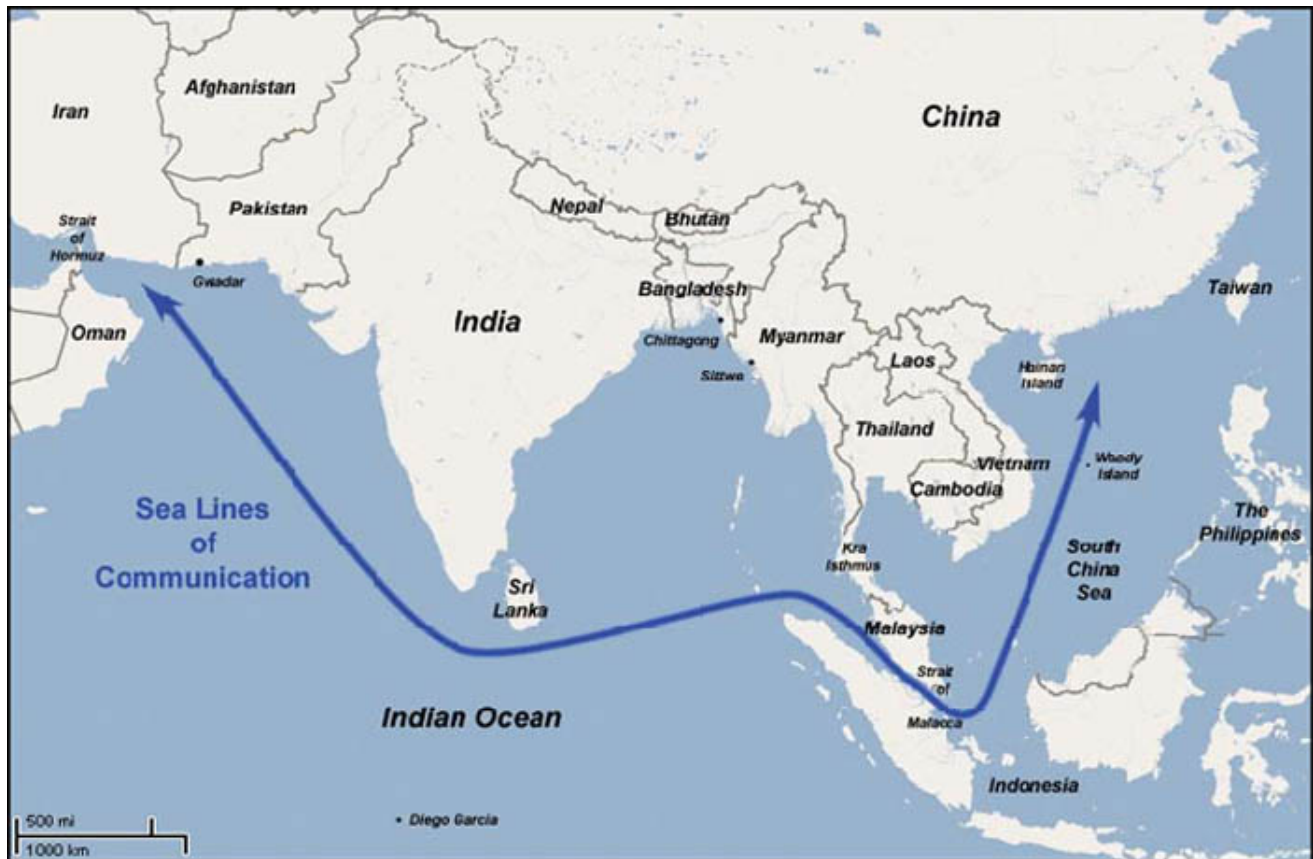 Afghanistan
Iran
China
Pakistan
Nepal
Bhutan
Strait
of
Hormuz
Gwadar
Bangladesh
Taiwan
India
Oman
Chittagong
Myanmar
Laos
Sittwe
Hainan
Island
Thailand
Vietnam
Woody
Island
Cambodia
Sea Lines
of
Communication
The
Philippines
Kra
Isthmus
South
China
Sea
Sri
Lanka
Malaysia
Strait
of
Malacca
Indian Ocean
Indonesia
Diego Garcia
500 mi
1000 km